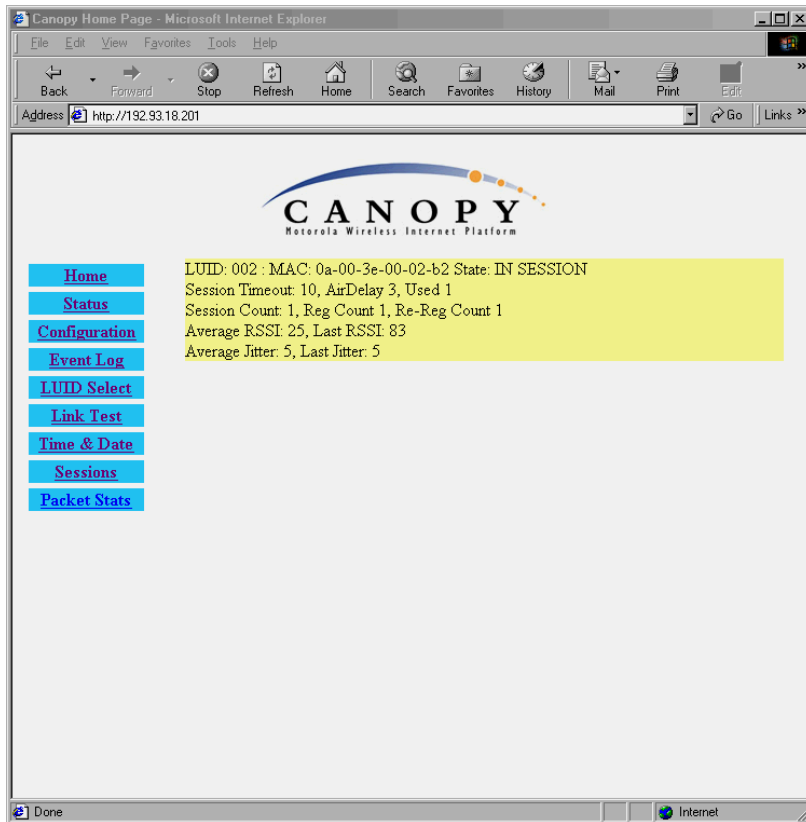 Canopy Home Page - Microsoft Internet Explorer
File Edit View Favorites Tools Help
Back Forward Stop Refresh Home Search Favorites History Mail Print Edit »
Address http://192.93.18.201 Go Links »
CANOPY
Motorola Wireless Internet Platform
Home
Status
Configuration
Event Log
LUID Select
Link Test
Time & Date
Sessions
Packet Stats
LUID: 002 : MAC: 0a-00-3e-00-02-b2 State: IN SESSION
Session Timeout: 10, AirDelay 3, Used 1
Session Count: 1, Reg Count 1, Re-Reg Count 1
Average RSSI: 25, Last RSSI: 83
Average Jitter: 5, Last Jitter: 5
Done Internet